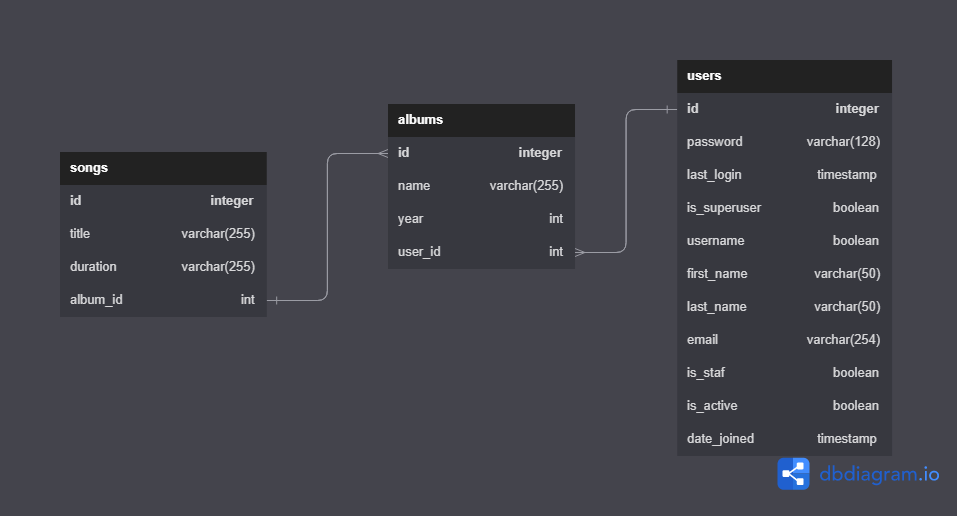 songs
id integer
title varchar(255)
duration varchar(255)
album_id int
albums
id integer
name varchar(255)
year int
user_id int
users
id integer
password varchar(128)
last_login timestamp
is_superuser boolean
username boolean
first_name varchar(50)
last_name varchar(50)
email varchar(254)
is_staf boolean
is_active boolean
date_joined timestamp
dbdiagram.io